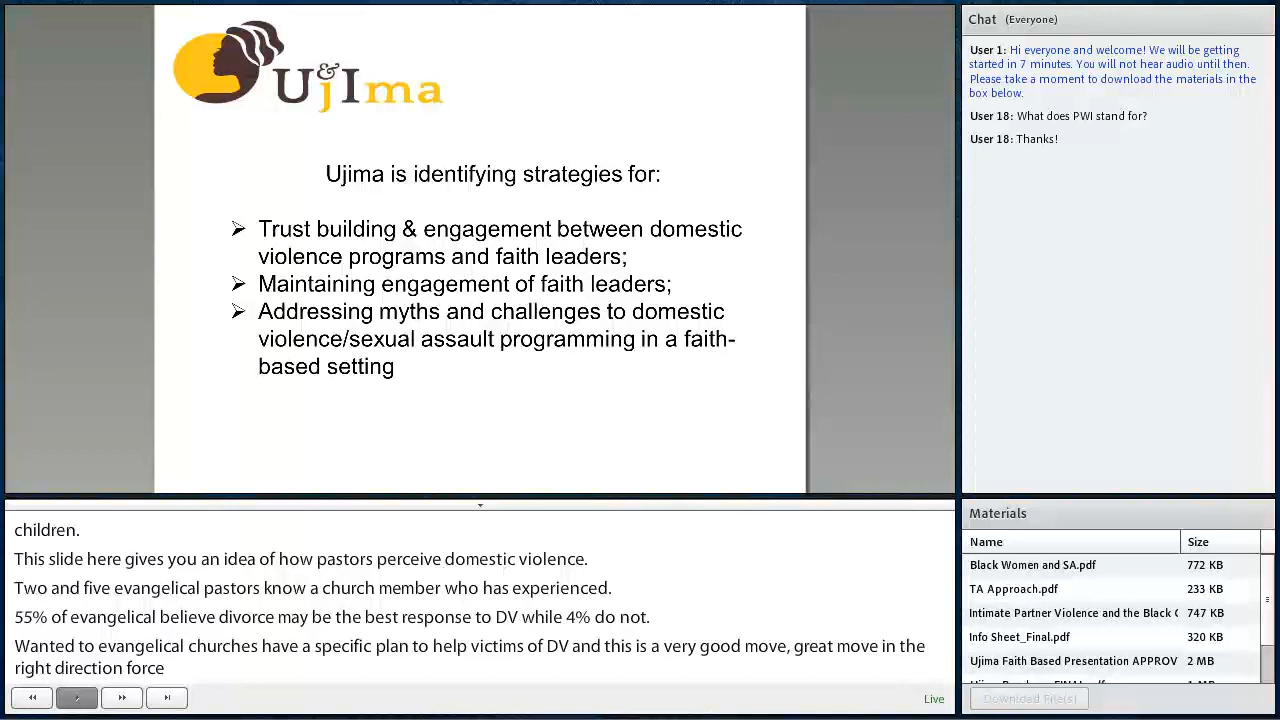 U&jIma
Ujima is identifying strategies for:
➢ Trust building & engagement between domestic
violence programs and faith leaders;
➢ Maintaining engagement of faith leaders;
➢ Addressing myths and challenges to domestic
violence/sexual assault programming in a faith-
based setting
children.
This slide here gives you an idea of how pastors perceive domestic violence.
Two and five evangelical pastors know a church member who has experienced.
55% of evangelical believe divorce may be the best response to DV while 4% do not.
Wanted to evangelical churches have a specific plan to help victims of DV and this is a very good move, great move in the
right direction force
Live
Chat (Everyone)
User 1: Hi everyone and welcome! We will be getting
started in 7 minutes. You will not hear audio until then.
Please take a moment to download the materials in the
box below.
User 18: What does PWI stand for?
User 18: Thanks!
Materials
Name Size
Black Women and SA.pdf 772 KB
TA Approach.pdf 233 KB
Intimate Partner Violence and the Black 747 KB
Info Sheet_Final.pdf 320 KB
Ujima Faith Based Presentation APPROV 2 MB
Download File(s)